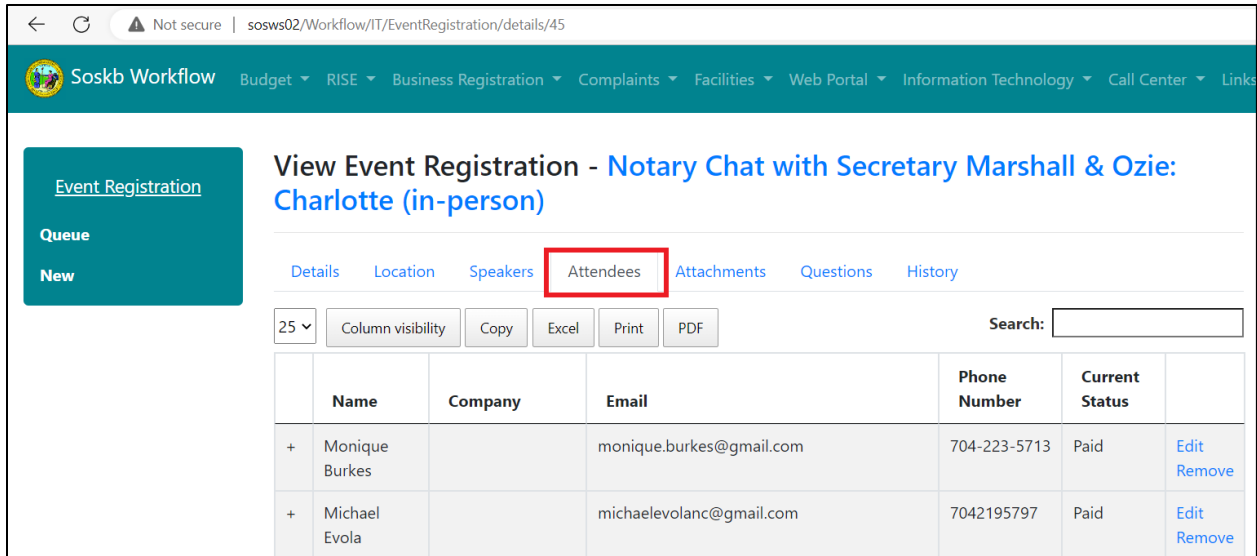 Not secure | sosws02/Workflow/IT/EventRegistration/details/45
Soskb Workflow Budget RISE Business Registration Complaints Facilities Web Portal Information Technology Call Center Links
Event Registration
Queue
New
View Event Registration - Notary Chat with Secretary Marshall & Ozie:
Charlotte (in-person)
Details Location Speakers Attendees Attachments Questions History
25 Column visibility Copy Excel Print PDF Search:
Name Company Email Phone Number Current Status
+ Monique Burkes monique.burkes@gmail.com 704-223-5713 Paid Edit Remove
+ Michael Evola michaelevolanc@gmail.com 7042195797 Paid Edit Remove